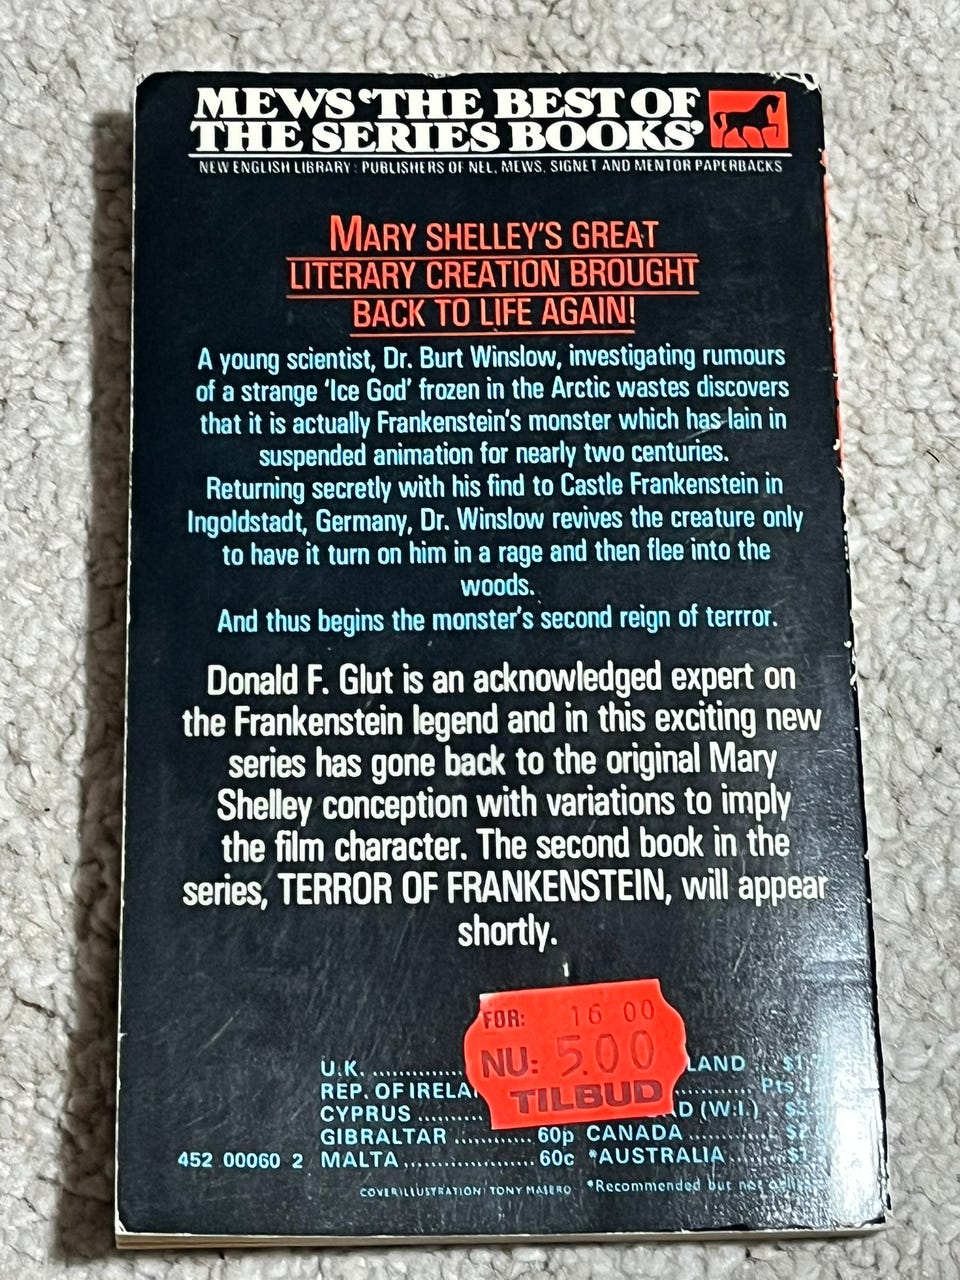 MEWS 'THE BEST OF
THE SERIES BOOKS'
NEW ENGLISH LIBRARY: PUBLISHERS OF NEL, MEWS, SIGNET AND MENTOR PAPERBACKS
MARY SHELLEY'S GREAT
LITERARY CREATION BROUGHT
BACK TO LIFE AGAIN!
A young scientist, Dr. Burt Winslow, investigating rumours
of a strange 'Ice God' frozen in the Arctic wastes discovers
that it is actually Frankenstein's monster which has lain in
suspended animation for nearly two centuries.
Returning secretly with his find to Castle Frankenstein in
Ingoldstadt, Germany, Dr. Winslow revives the creature only
to have it turn on him in a rage and then flee into the
woods.
And thus begins the monster's second reign of terrror.
Donald F. Glut is an acknowledged expert on
the Frankenstein legend and in this exciting new
series has gone back to the original Mary
Shelley conception with variations to imply
the film character. The second book in the
series, TERROR OF FRANKENSTEIN, will appear
shortly.
FOR: 16 00
NU: 5.00
TILBUD
U.K. .............. LAND
REP. OF IRELA ........... Pts
CYPRUS .......... D (W.I.)
GIBRALTAR ............ 60p CANADA ..............
452 00060 2 MALTA .................... 60c *AUSTRALIA ........
COVER ILLUSTRATION: TONY MASERO *Recommended but not